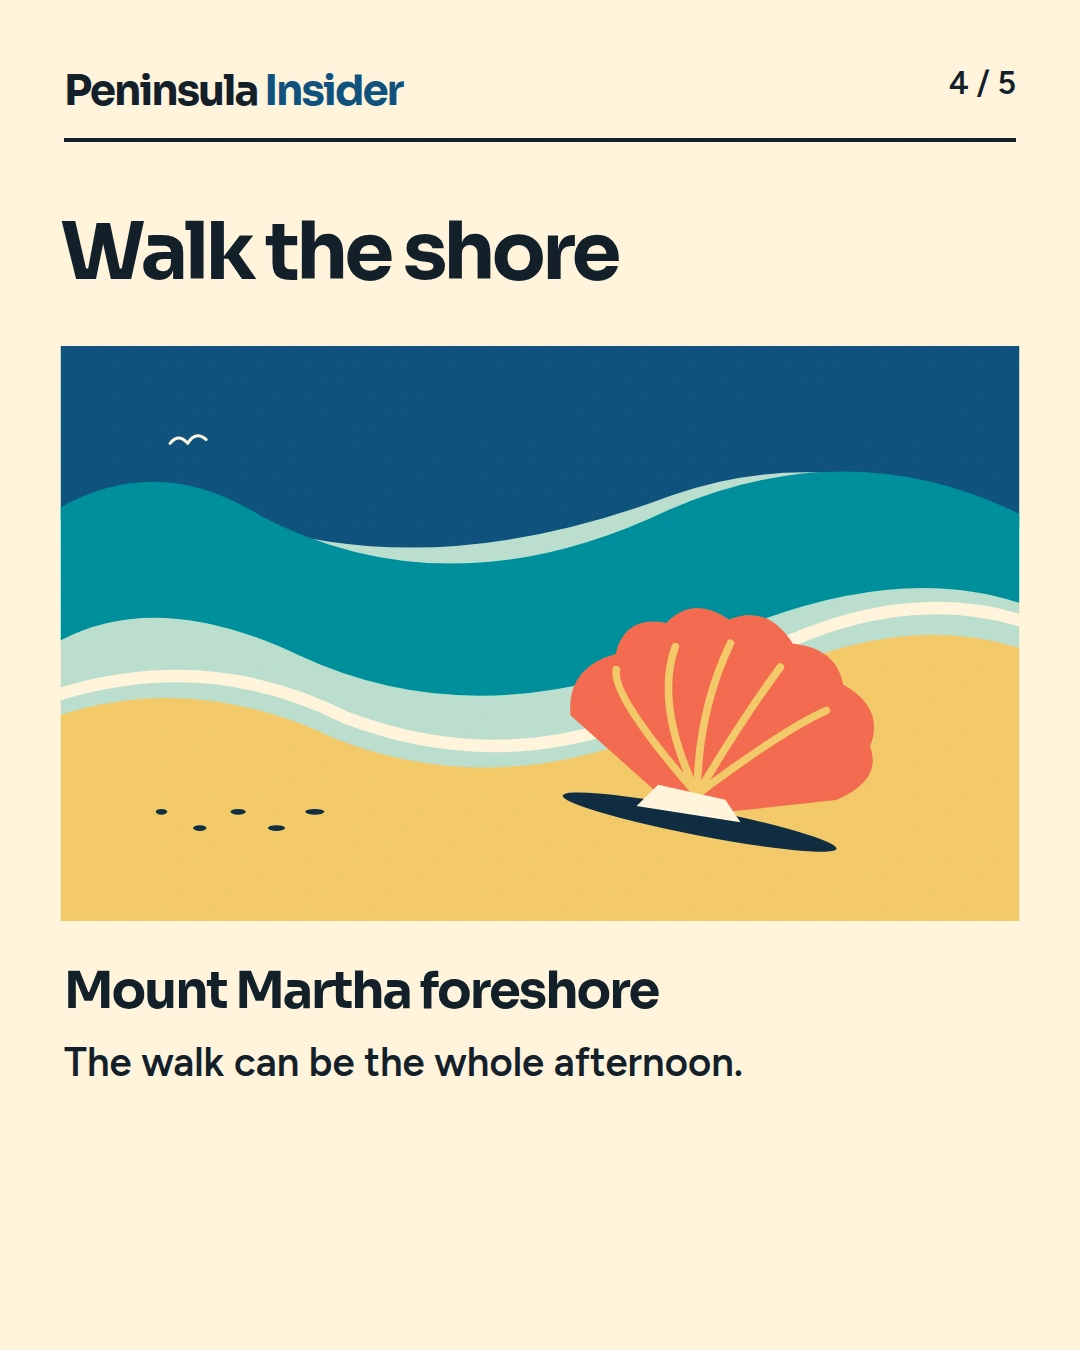 Peninsula Insider
4 / 5
Walk the shore
Mount Martha foreshore
The walk can be the whole afternoon.